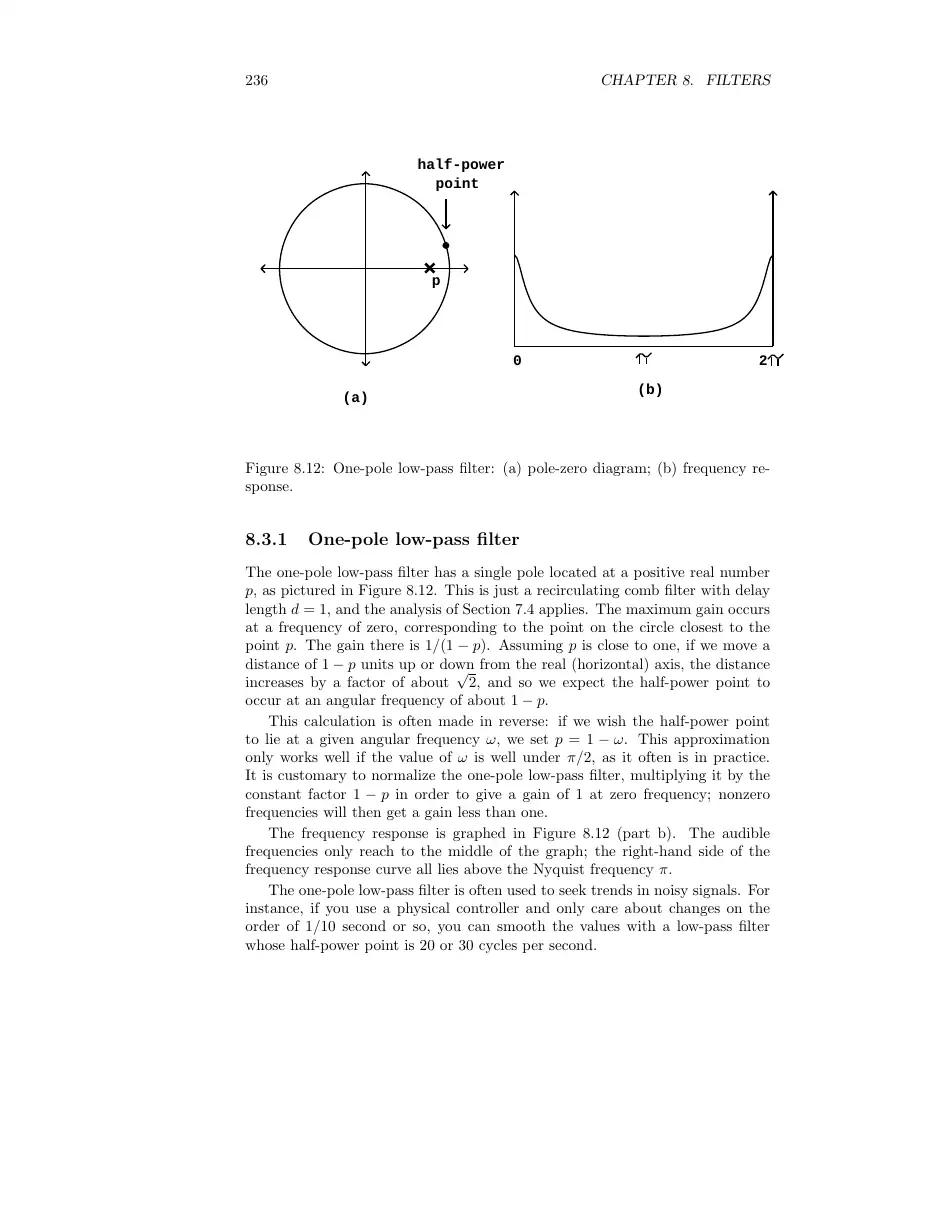 236 CHAPTER 8. FILTERS
half-power
point
p
(a)
0 π 2π
(b)
Figure 8.12: One-pole low-pass filter: (a) pole-zero diagram; (b) frequency re-
sponse.
8.3.1 One-pole low-pass filter
The one-pole low-pass filter has a single pole located at a positive real number
p, as pictured in Figure 8.12. This is just a recirculating comb filter with delay
length d = 1, and the analysis of Section 7.4 applies. The maximum gain occurs
at a frequency of zero, corresponding to the point on the circle closest to the
point p. The gain there is 1/(1 − p). Assuming p is close to one, if we move a
distance of 1 − p units up or down from the real (horizontal) axis, the distance
increases by a factor of about √2, and so we expect the half-power point to
occur at an angular frequency of about 1 − p.
This calculation is often made in reverse: if we wish the half-power point
to lie at a given angular frequency ω, we set p = 1 − ω. This approximation
only works well if the value of ω is well under π/2, as it often is in practice.
It is customary to normalize the one-pole low-pass filter, multiplying it by the
constant factor 1 − p in order to give a gain of 1 at zero frequency; nonzero
frequencies will then get a gain less than one.
The frequency response is graphed in Figure 8.12 (part b). The audible
frequencies only reach to the middle of the graph; the right-hand side of the
frequency response curve all lies above the Nyquist frequency π.
The one-pole low-pass filter is often used to seek trends in noisy signals. For
instance, if you use a physical controller and only care about changes on the
order of 1/10 second or so, you can smooth the values with a low-pass filter
whose half-power point is 20 or 30 cycles per second.